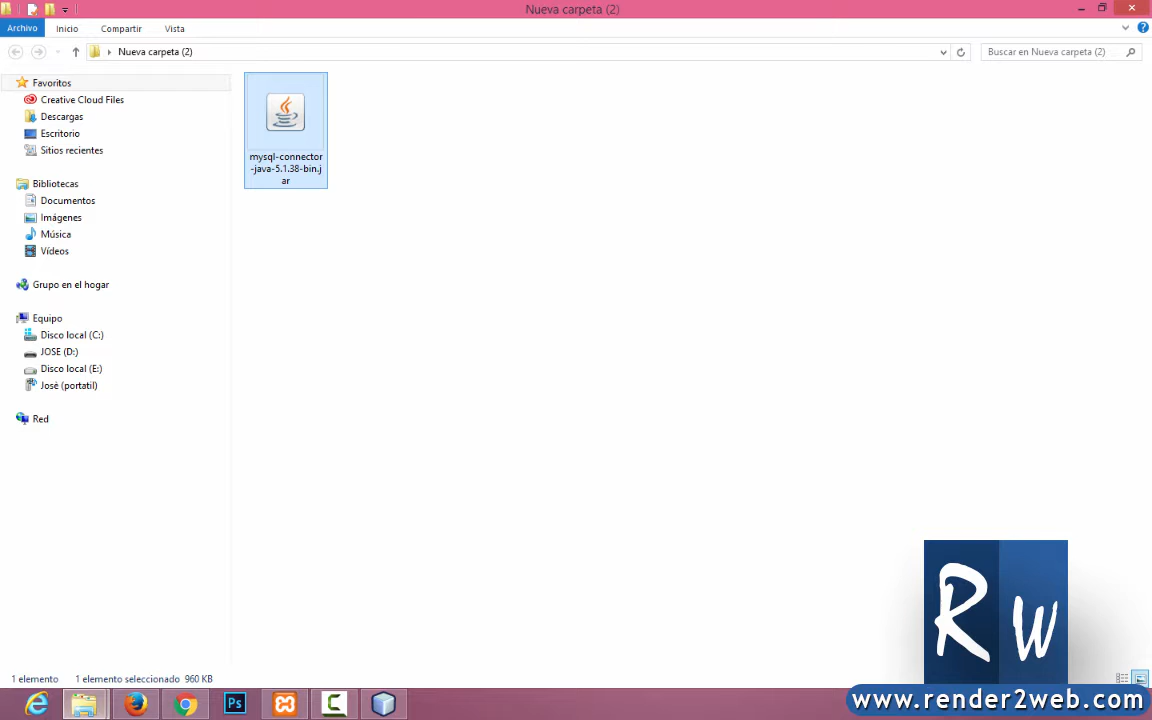 Nueva carpeta (2)
Archivo
Inicio
Compartir
Vista
Nueva carpeta (2)
Buscar en Nueva carpeta (2)
Favoritos
Creative Cloud Files
Descargas
Escritorio
Sitios recientes
Bibliotecas
Documentos
Imágenes
Música
Vídeos
Grupo en el hogar
Equipo
Disco local (C:)
JOSE (D:)
Disco local (E:)
Josè (portatil)
Red
mysql-connector
-java-5.1.38-bin.j
ar
1 elemento
1 elemento seleccionado 960 KB
Ps
RW
www.render2web.com